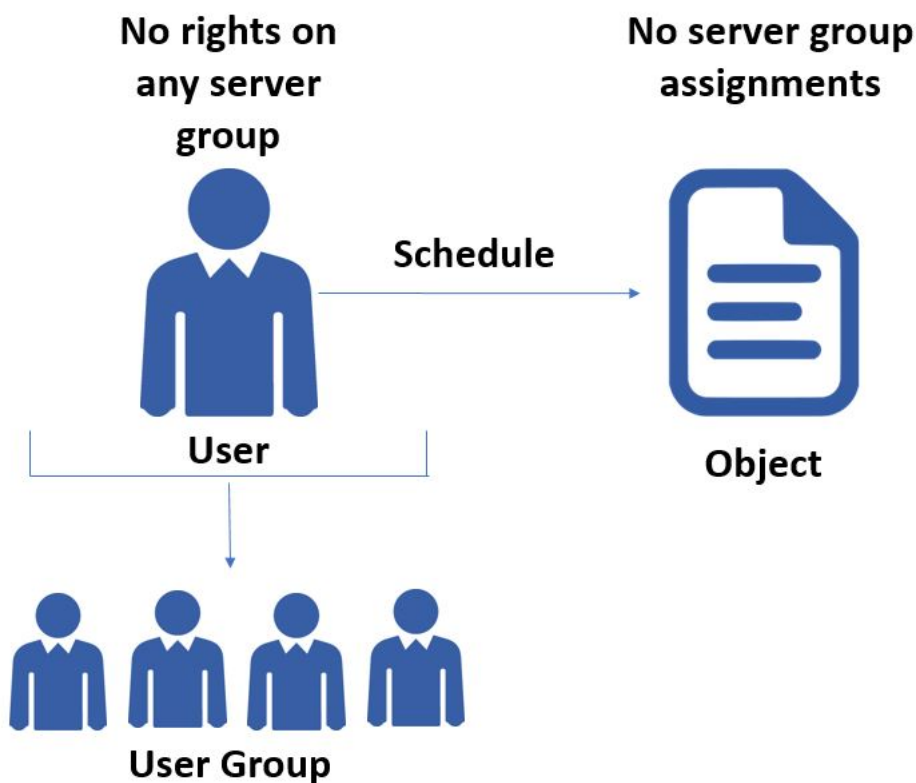 No rights on
any server
group
No server group
assignments
Schedule
User
Object
User Group